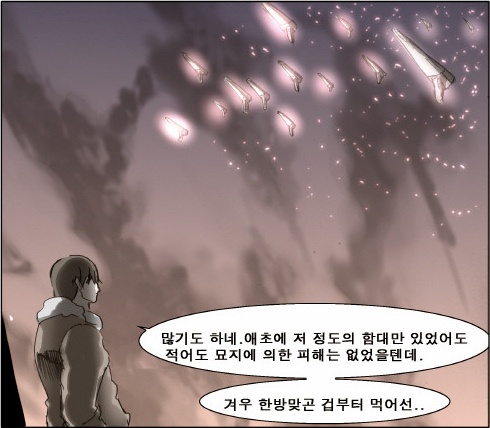 많기도 하네.애초에 저 정도의 함대만 있었어도
적어도 묘지에 의한 피해는 없었을텐데.
겨우 한방맞곤 겁부터 먹어선..